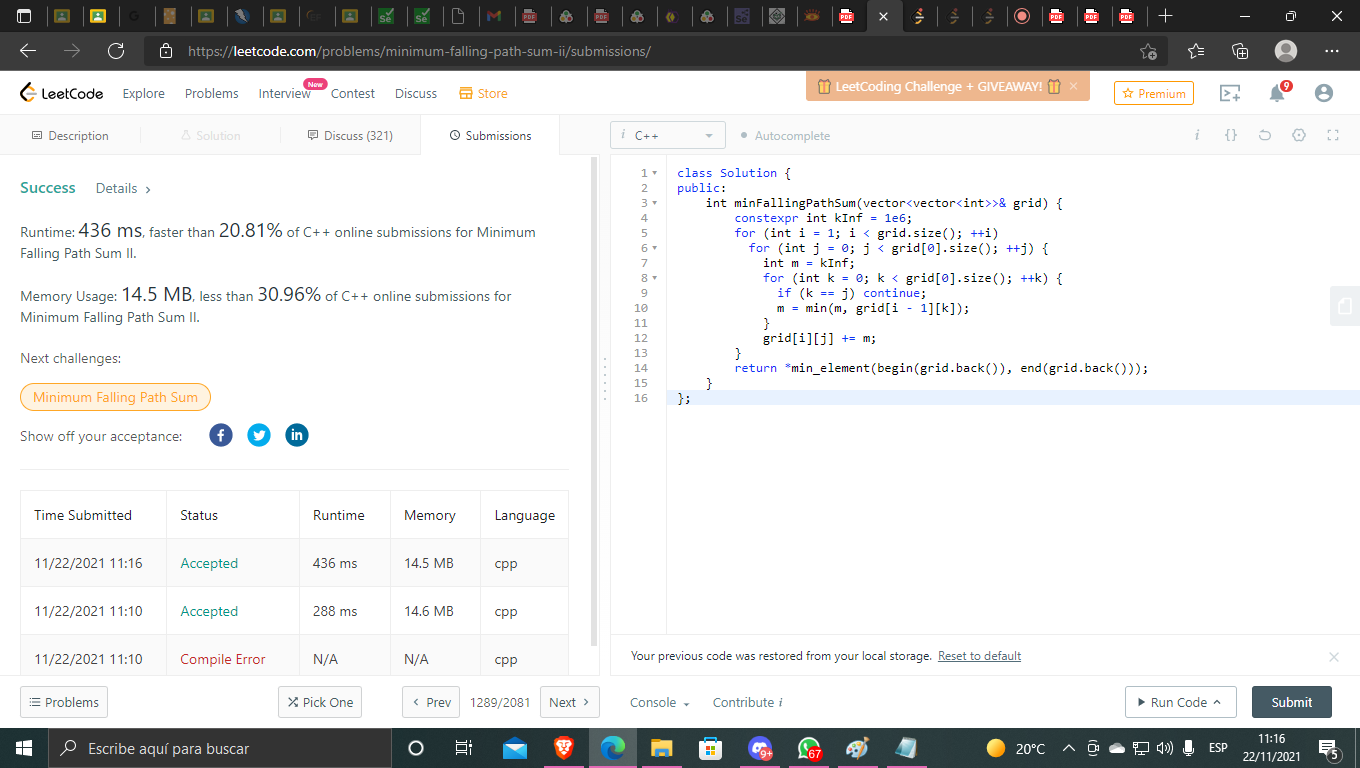 https://leetcode.com/problems/minimum-falling-path-sum-ii/submissions/
LeetCode
Explore
Problems
Interview
New
Contest
Discuss
Store
LeetCoding Challenge + GIVEAWAY!
×
Premium
9
Description
Solution
Discuss (321)
Submissions
i C++
Autocomplete
i
{}
Success
Details
Runtime: 436 ms, faster than 20.81% of C++ online submissions for Minimum
Falling Path Sum II.
Memory Usage: 14.5 MB, less than 30.96% of C++ online submissions for
Minimum Falling Path Sum II.
Next challenges:
Minimum Falling Path Sum
Show off your acceptance:
Time Submitted Status Runtime Memory Language
11/22/2021 11:16 Accepted 436 ms 14.5 MB cpp
11/22/2021 11:10 Accepted 288 ms 14.6 MB cpp
11/22/2021 11:10 Compile Error N/A N/A cpp
1 class Solution {
2 public:
3     int minFallingPathSum(vector<vector<int>>& grid) {
4         constexpr int kInf = 1e6;
5         for (int i = 1; i < grid.size(); ++i)
6           for (int j = 0; j < grid[0].size(); ++j) {
7             int m = kInf;
8             for (int k = 0; k < grid[0].size(); ++k) {
9               if (k == j) continue;
10               m = min(m, grid[i - 1][k]);
11             }
12             grid[i][j] += m;
13         }
14         return *min_element(begin(grid.back()), end(grid.back()));
15     }
16 };
Your previous code was restored from your local storage. Reset to default
Problems
Pick One
Prev
1289/2081
Next
Console
Contribute i
Run Code
Submit
Escribe aquí para buscar
9+
67
20°C
ESP
11:16
22/11/2021
5